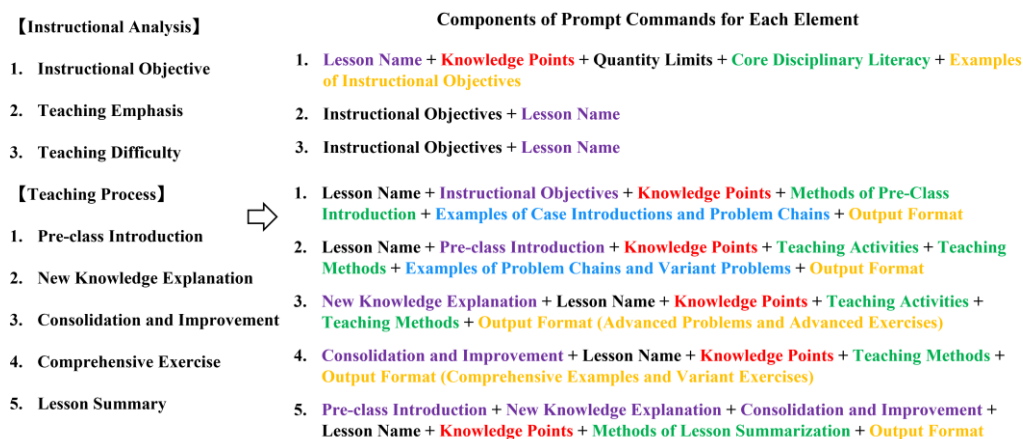 【Instructional Analysis】
1. Instructional Objective
2. Teaching Emphasis
3. Teaching Difficulty
【Teaching Process】
1. Pre-class Introduction
2. New Knowledge Explanation
3. Consolidation and Improvement
4. Comprehensive Exercise
5. Lesson Summary
Components of Prompt Commands for Each Element
1. Lesson Name + Knowledge Points + Quantity Limits + Core Disciplinary Literacy + Examples
of Instructional Objectives
2. Instructional Objectives + Lesson Name
3. Instructional Objectives + Lesson Name
1. Lesson Name + Instructional Objectives + Knowledge Points + Methods of Pre-Class
Introduction + Examples of Case Introductions and Problem Chains + Output Format
2. Lesson Name + Pre-class Introduction + Knowledge Points + Teaching Activities + Teaching
Methods + Examples of Problem Chains and Variant Problems + Output Format
3. New Knowledge Explanation + Lesson Name + Knowledge Points + Teaching Activities +
Teaching Methods + Output Format (Advanced Problems and Advanced Exercises)
4. Consolidation and Improvement + Lesson Name + Knowledge Points + Teaching Methods +
Output Format (Comprehensive Examples and Variant Exercises)
5. Pre-class Introduction + New Knowledge Explanation + Consolidation and Improvement +
Lesson Name + Knowledge Points + Methods of Lesson Summarization + Output Format